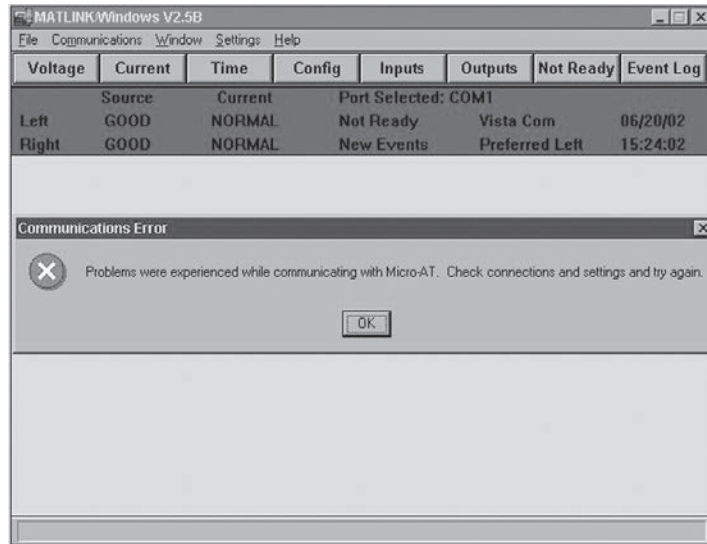 MATLINK/Windows V2.5B
File Communications Window Settings Help
Voltage Current Time Config Inputs Outputs Not Ready Event Log
Source Current Port Selected: COM1
Left GOOD NORMAL Not Ready Vista Com 06/20/02
Right GOOD NORMAL New Events Preferred Left 15:24:02
Communications Error
Problems were experienced while communicating with Micro-AT. Check connections and settings and try again.
OK